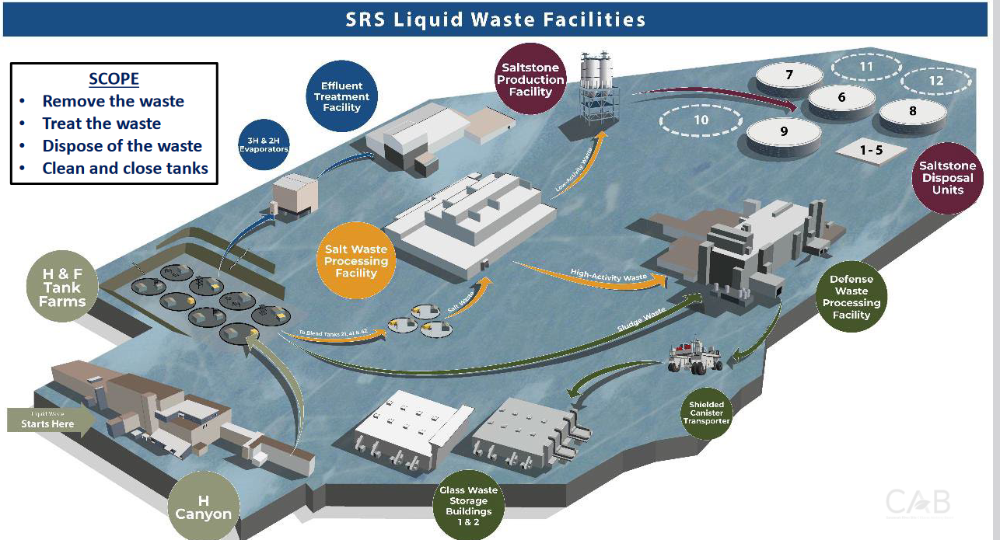 SRS Liquid Waste Facilities
SCOPE
• Remove the waste
• Treat the waste
• Dispose of the waste
• Clean and close tanks
Effluent
Treatment
Facility
3H & 2H
Evaporators
Saltstone
Production
Facility
7
11
12
6
8
10
9
1 - 5
Saltstone
Disposal
Units
Low-Activity Waste
Salt Waste
Processing
Facility
H & F
Tank
Farms
High-Activity Waste
Salt Waste
To Blend Tanks 21, 41 & 42
Sludge Waste
Defense
Waste
Processing
Facility
Liquid Waste
Starts Here
Shielded
Canister
Transporter
H
Canyon
Glass Waste
Storage
Buildings
1 & 2
CAB